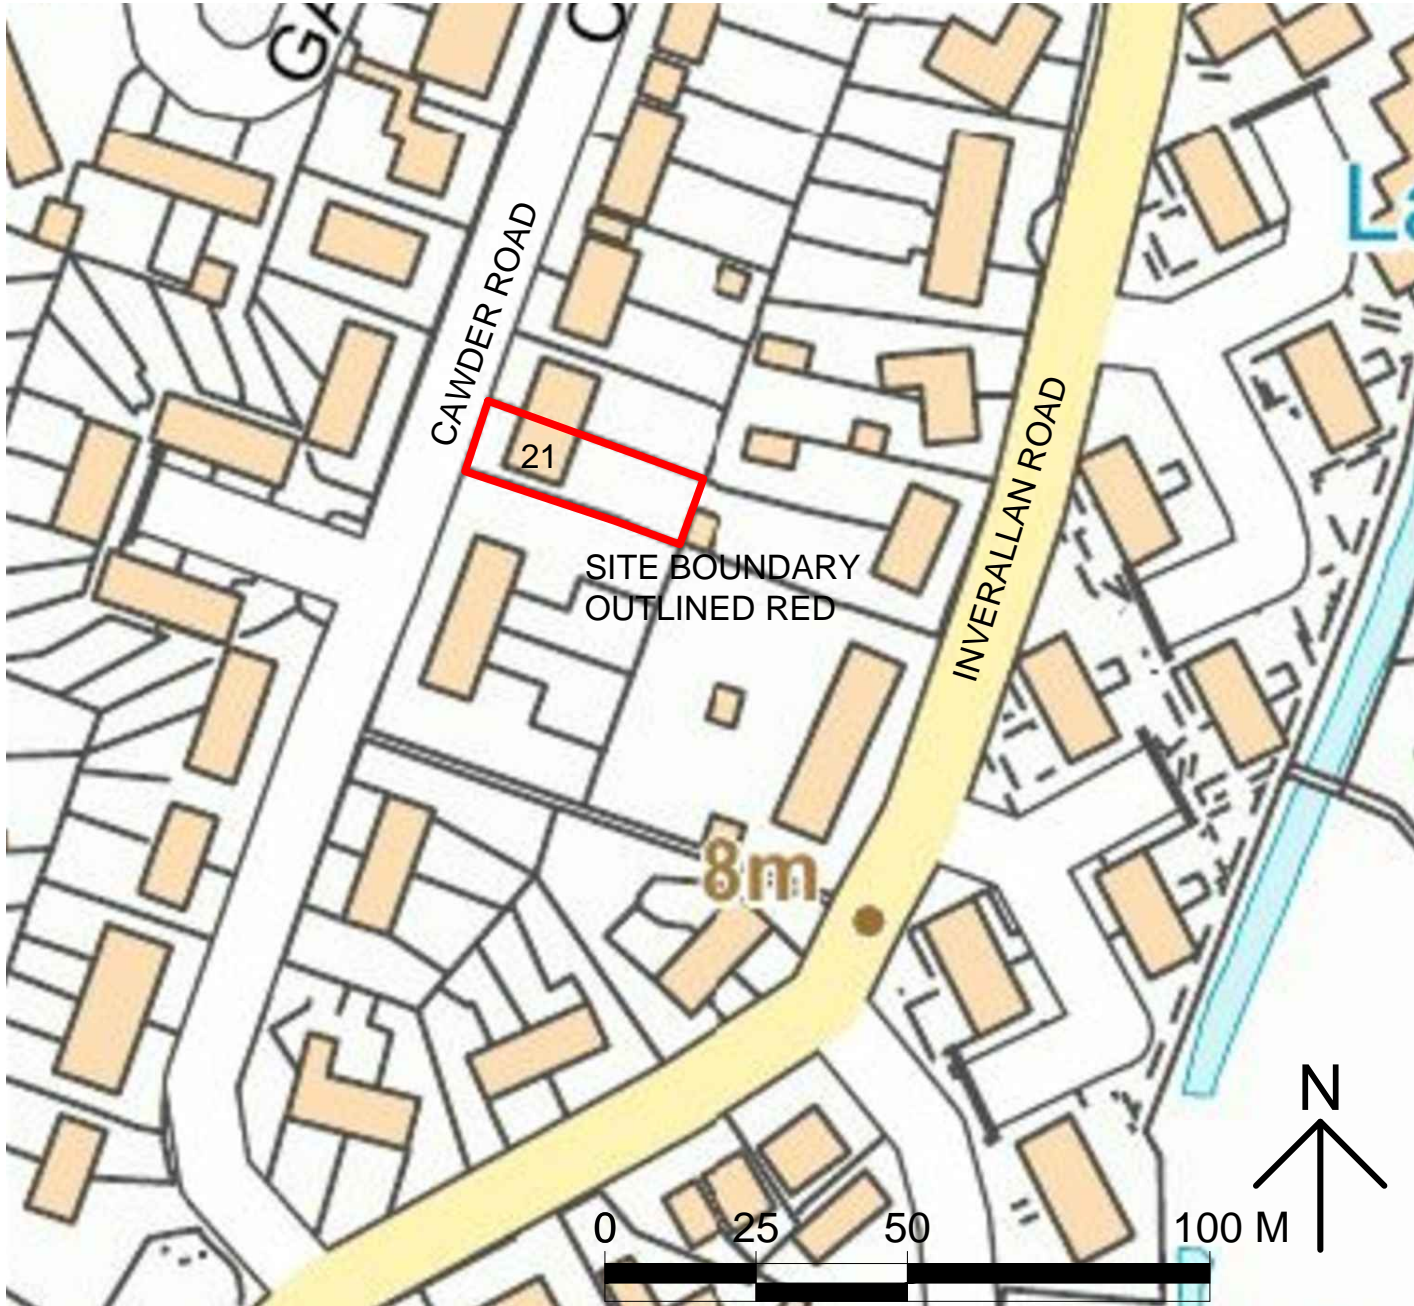 CAWDER ROAD
21
SITE BOUNDARY
OUTLINED RED
INVERALLAN ROAD
8m
N
0 25 50 100 M